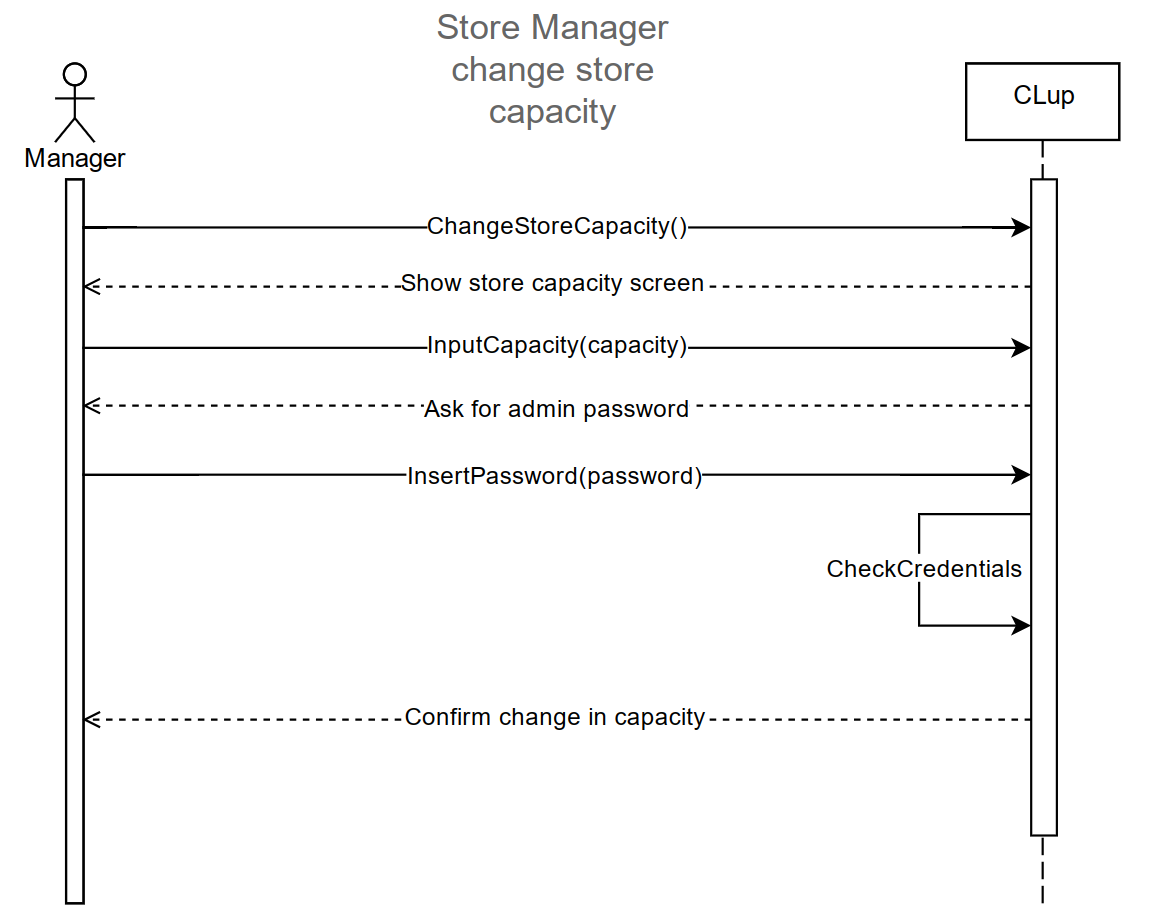 Store Manager
change store
capacity
CLup
Manager
ChangeStoreCapacity()
Show store capacity screen
InputCapacity(capacity)
Ask for admin password
InsertPassword(password)
CheckCredentials
Confirm change in capacity